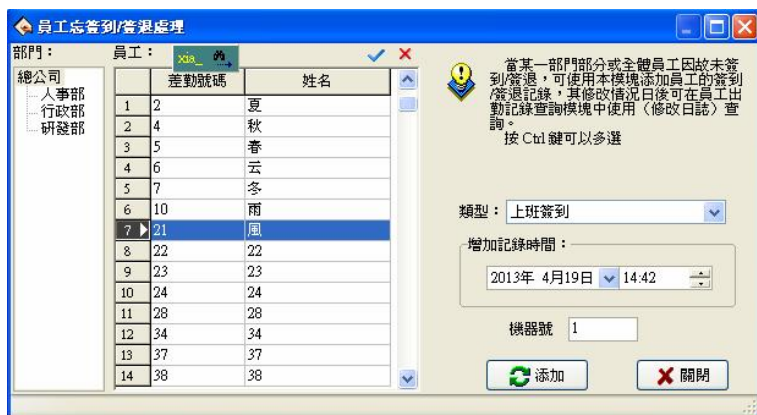 員工忘簽到/簽退處理
部門：
總公司
人事部
行政部
研發部
員工：
xia_
差勤號碼 姓名
1 2 夏
2 4 秋
3 5 春
4 6 云
5 7 冬
6 10 雨
7 21 風
8 22 22
9 23 23
10 24 24
11 28 28
12 34 34
13 37 37
14 38 38
當某一部門部分或全體員工因故未簽
到/簽退，可使用本模塊添加員工的簽到
/簽退記錄，其修改情況日後可在員工出
勤記錄查詢模塊中使用（修改日誌）查
詢。
按 Ctrl 鍵可以多選
類型： 上班簽到
增加記錄時間：
2013年 4月19日 14:42
機器號 1
添加 關閉